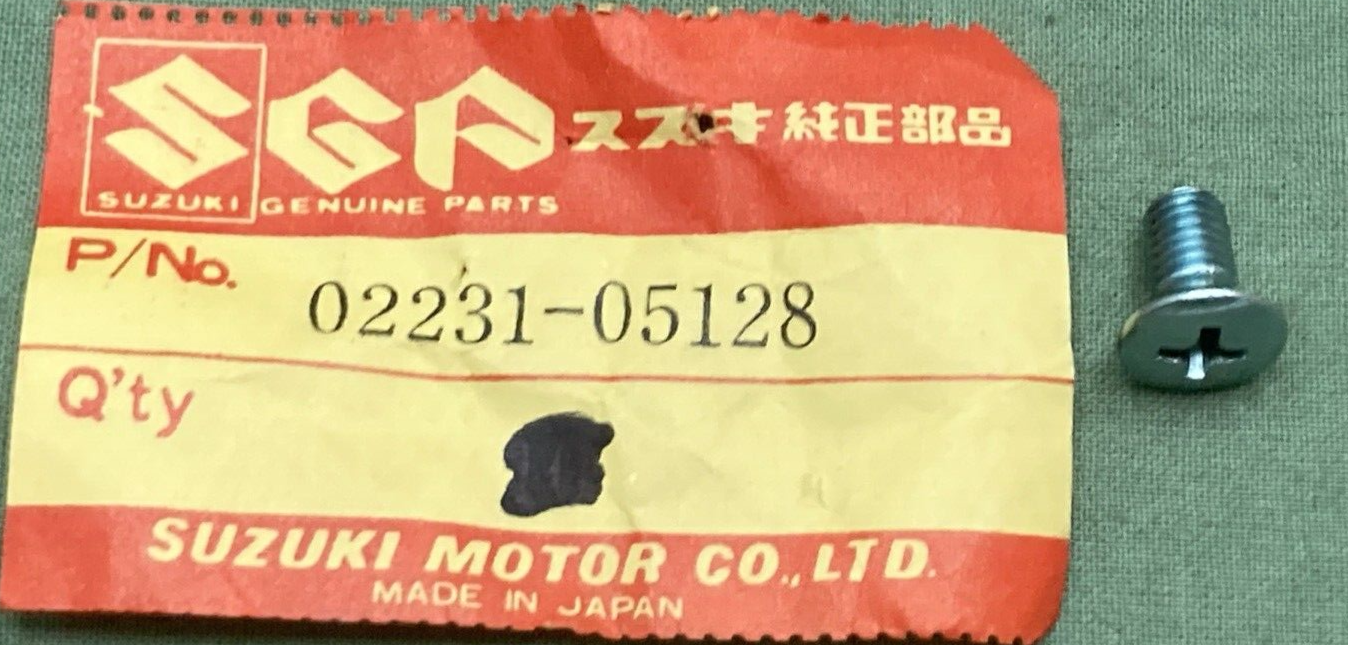 SGP スズキ純正部品
SUZUKI GENUINE PARTS
P/No. 02231-05128
Q'ty
SUZUKI MOTOR CO.,LTD.
MADE IN JAPAN